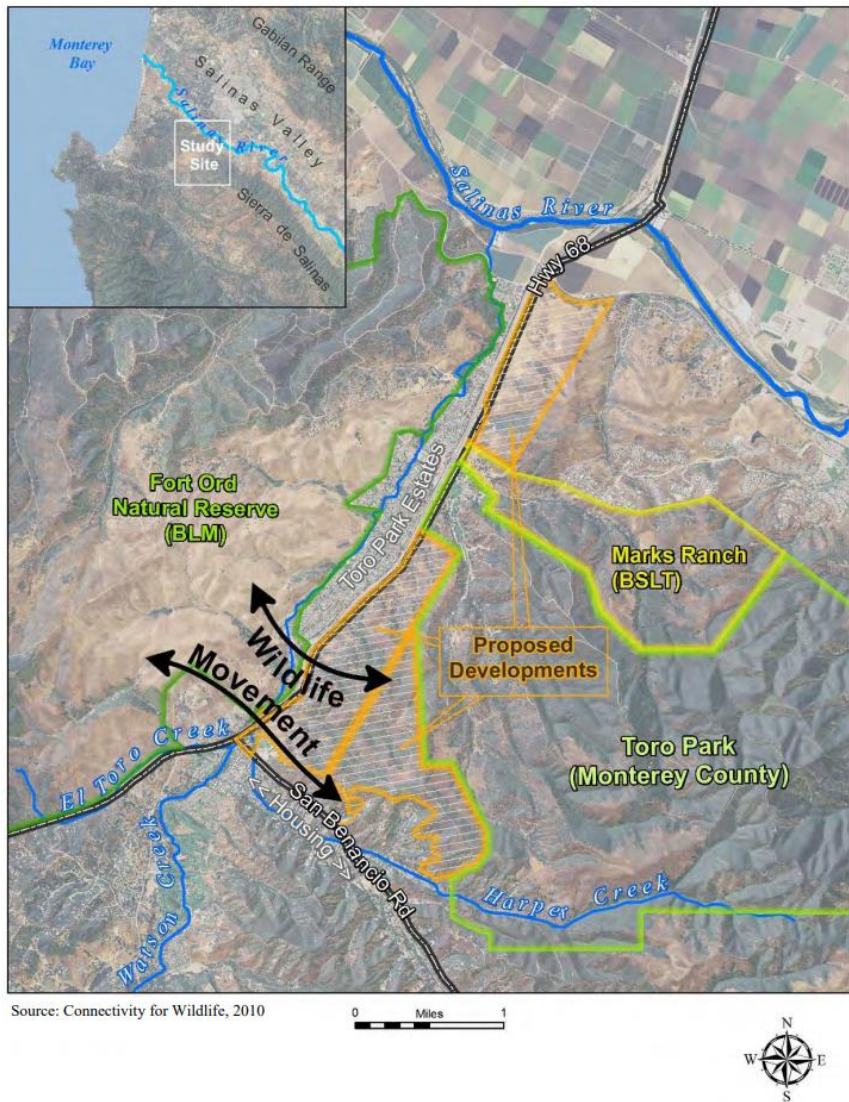 Monterey
Bay
Gabilan Range
Salinas Valley
Salinas River
Study
Site
Sierra de Salinas
Salinas River
Hwy 68
Fort Ord
Natural Reserve
(BLM)
Toro Park Estates
Marks Ranch
(BSLT)
Proposed
Developments
Wildlife
Movement
Toro Park
(Monterey County)
El Toro Creek
<< Housing >>
San Benancio Rd
Watson Creek
Harper Creek
Source: Connectivity for Wildlife, 2010
0 Miles 1
N
W E
S